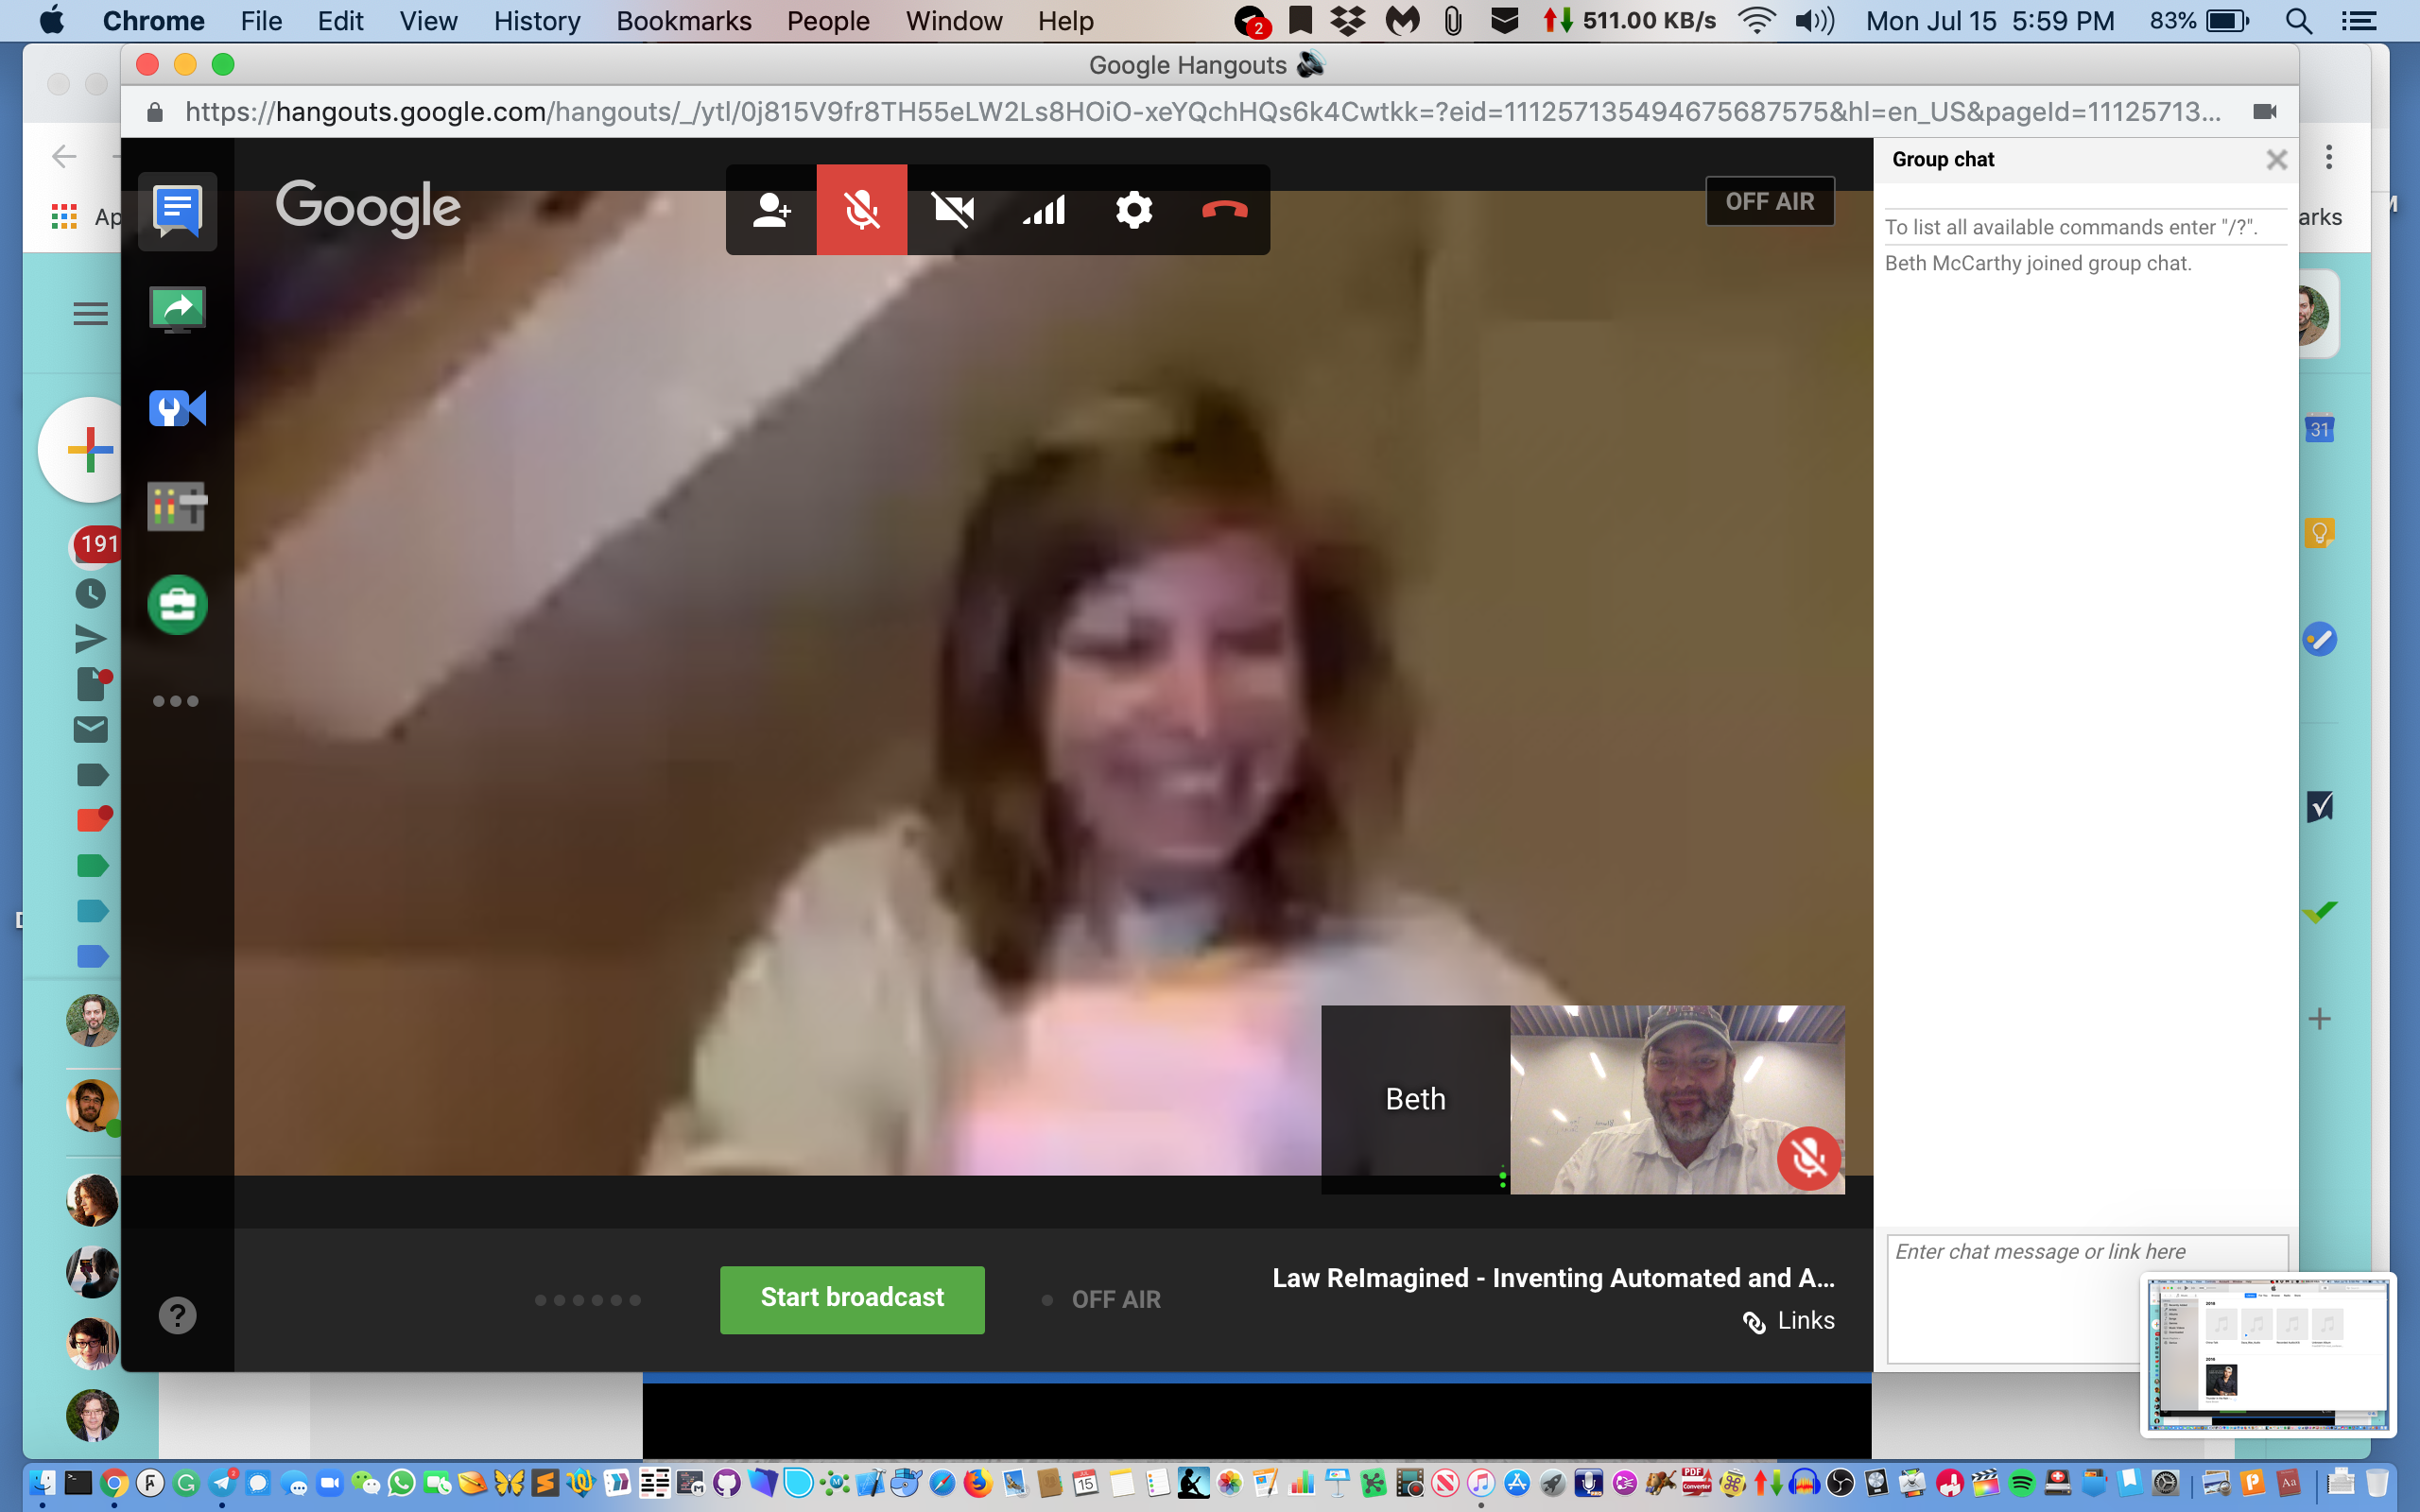 Chrome File Edit View History Bookmarks People Window Help 2 511.00 KB/s Mon Jul 15 5:59 PM 83%
Google Hangouts
https://hangouts.google.com/hangouts/_/ytl/0j815V9fr8TH55eLW2Ls8HOiO-xeYQchHQs6k4Cwtkk=?eid=111257135494675687575&hl=en_US&pageId=11125713...
Ap
arks
Google
OFF AIR
Group chat
To list all available commands enter "/?".
Beth McCarthy joined group chat.
31
191
Beth
Enter chat message or link here
Start broadcast
OFF AIR
Law ReImagined - Inventing Automated and A...
Links
?